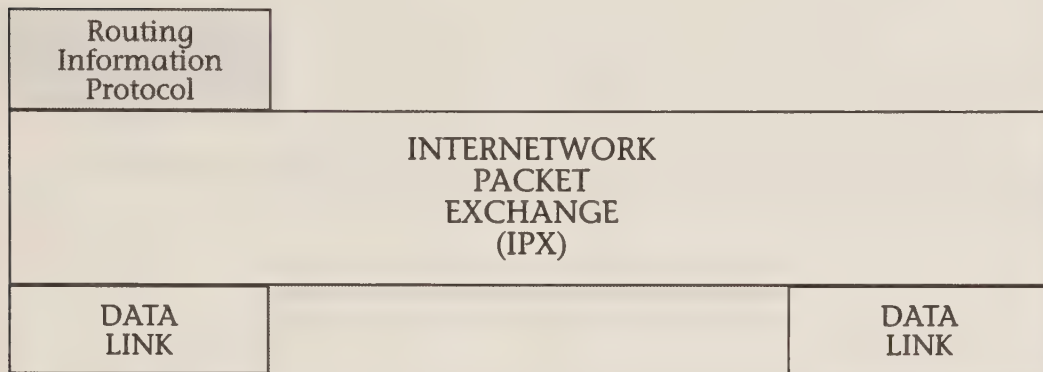 Routing
Information
Protocol
INTERNETWORK
PACKET
EXCHANGE
(IPX)
DATA
LINK
DATA
LINK